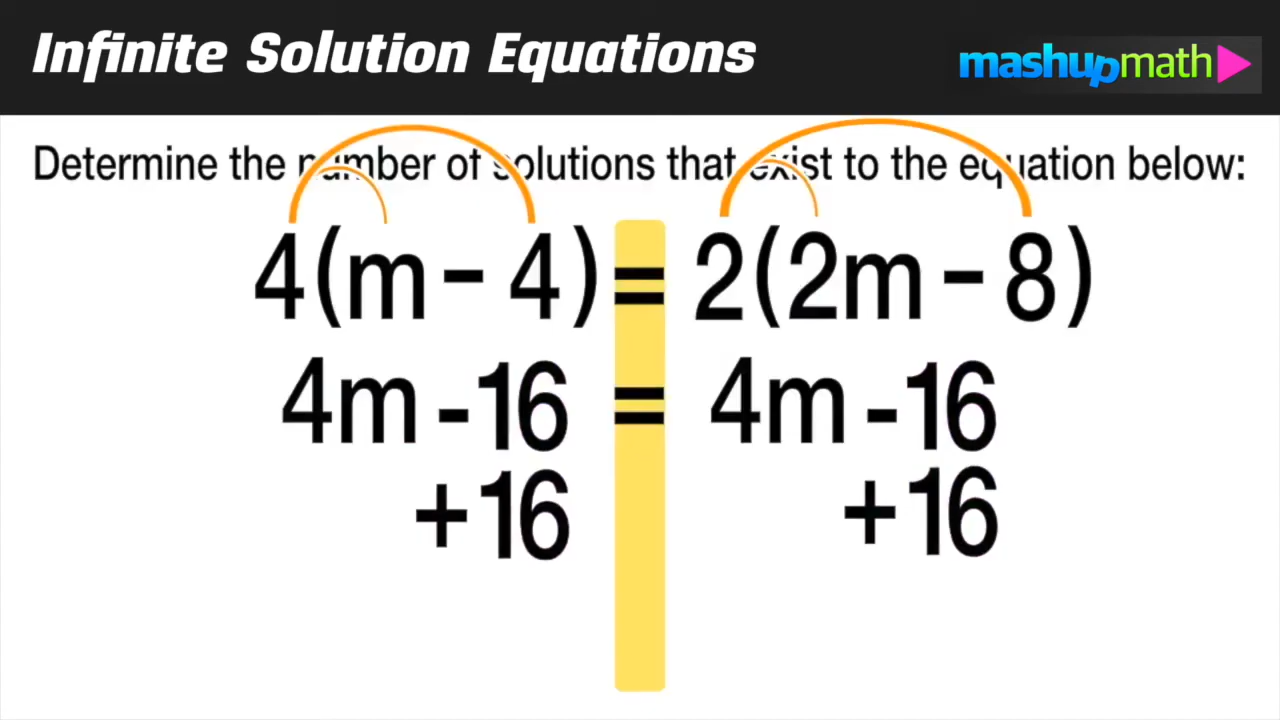 Infinite Solution Equations
mashupmath
Determine the number of solutions that exist to the equation below:
4(m – 4) = 2(2m – 8)
4m -16 = 4m -16
+16 +16